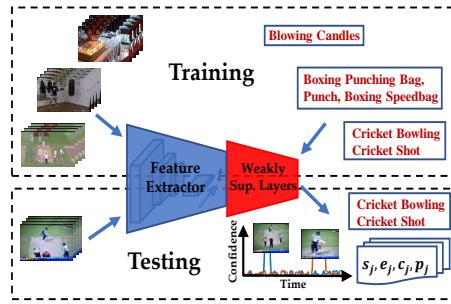 Blowing Candles
Training
Boxing Punching Bag,
Punch, Boxing Speedbag
Cricket Bowling
Cricket Shot
Feature
Extractor
Weakly
Sup. Layers
Cricket Bowling
Cricket Shot
Testing
Confidence
Time
s_j, e_j, c_j, p_j